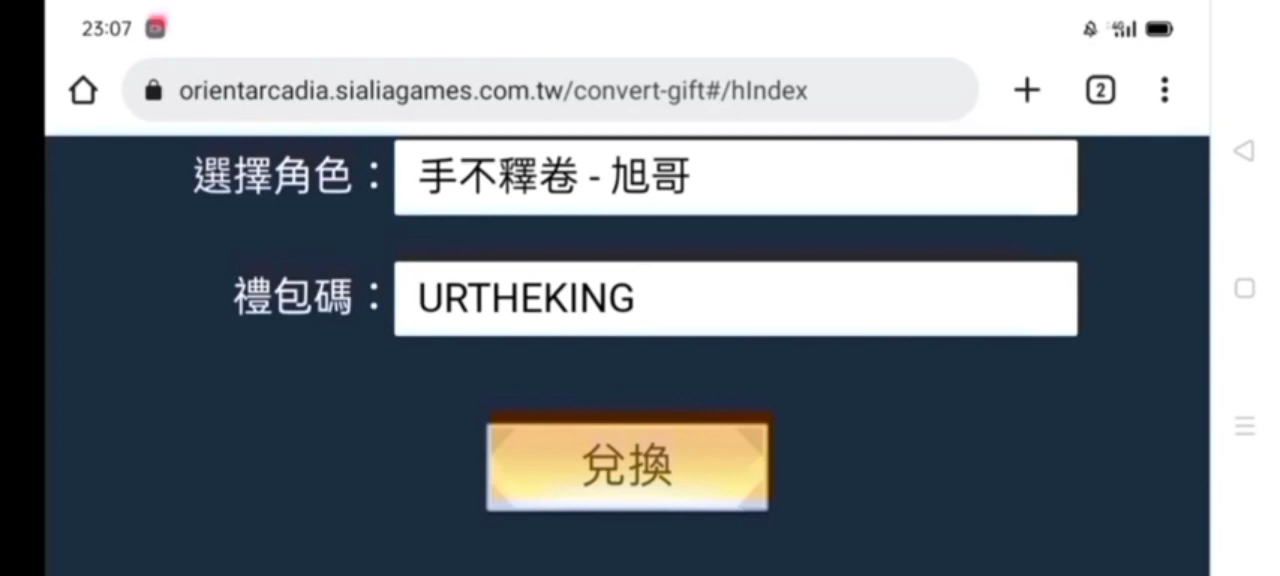 23:07
4G
orientarcadia.sialiagames.com.tw/convert-gift#/hIndex
2
選擇角色：手不釋卷 - 旭哥
禮包碼：URTHEKING
兌換